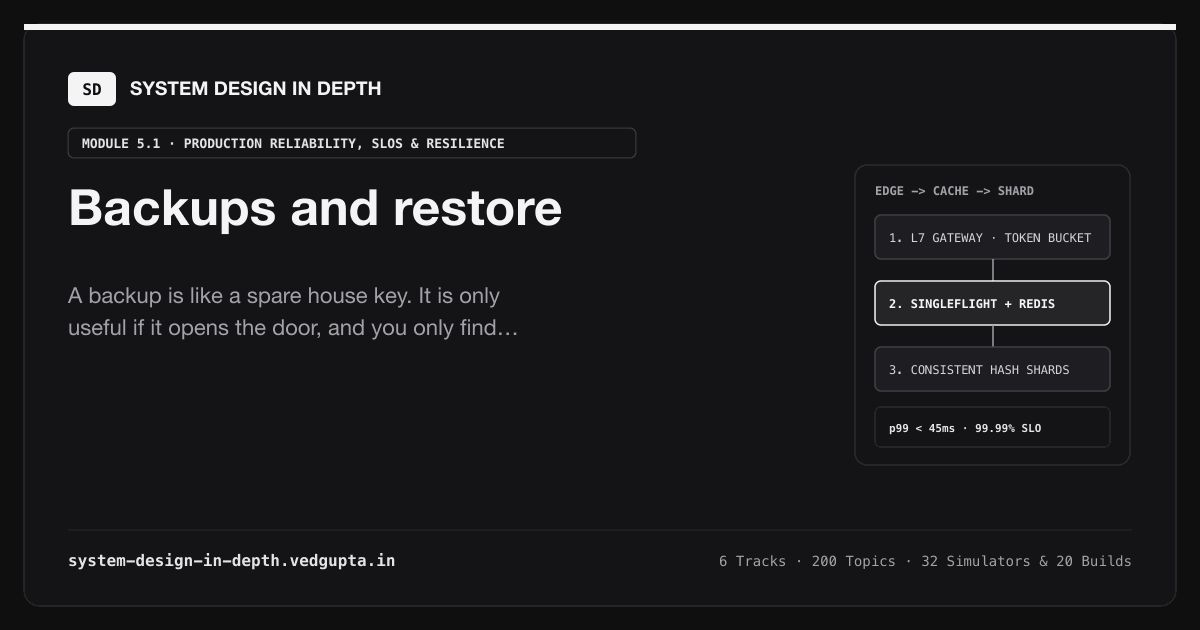 SD
SYSTEM DESIGN IN DEPTH
MODULE 5.1 · PRODUCTION RELIABILITY, SLOS & RESILIENCE
Backups and restore
A backup is like a spare house key. It is only
useful if it opens the door, and you only find…
EDGE —> CACHE —> SHARD
1. L7 GATEWAY · TOKEN BUCKET
2. SINGLEFLIGHT + REDIS
3. CONSISTENT HASH SHARDS
p99 < 45ms · 99.99% SLO
system-design-in-depth.vedgupta.in
6 Tracks · 200 Topics · 32 Simulators & 20 Builds